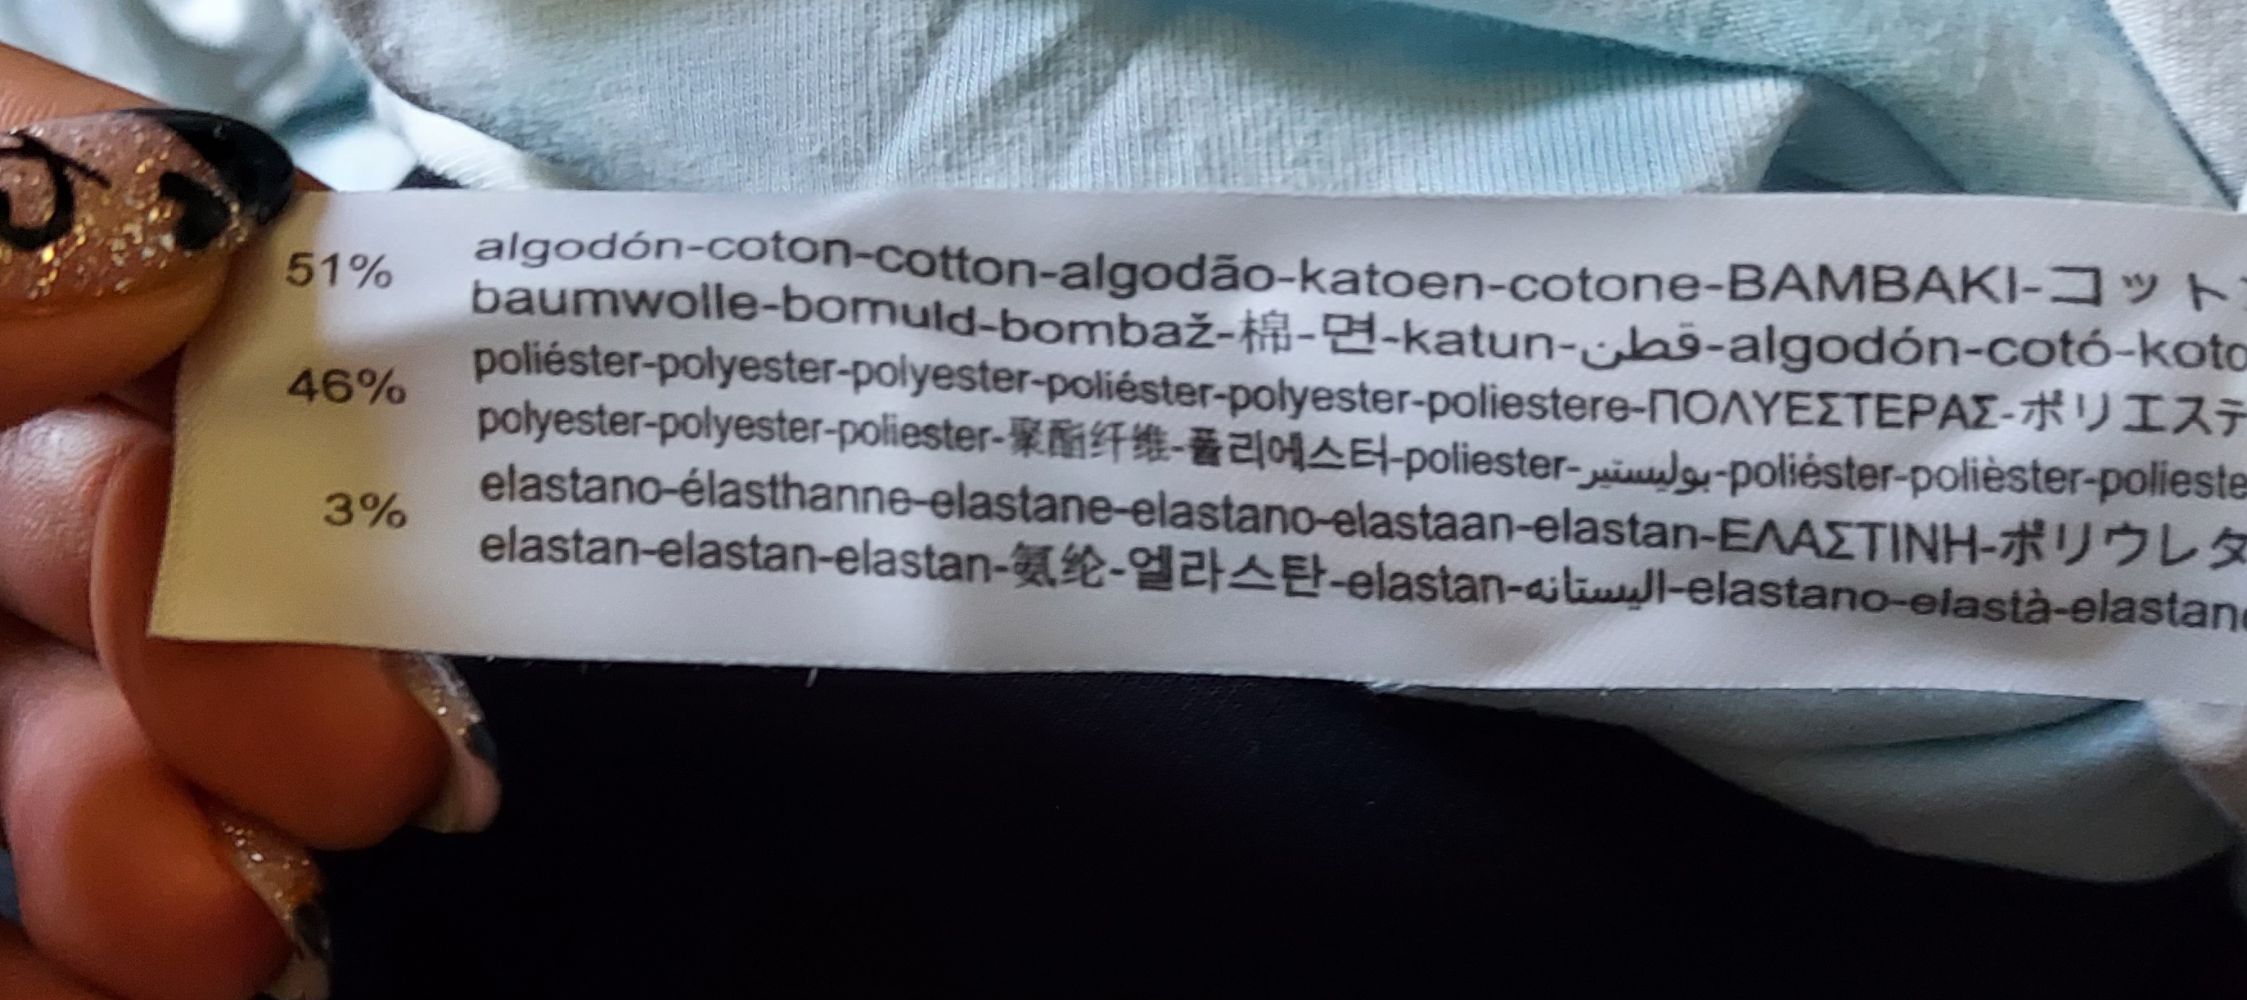 51% algodón-coton-cotton-algodão-katoen-cotone-BAMBAKI-コット
baumwolle-bomuld-bombaž-棉-면-katun-قطن-algodón-cotó-koto
46% poliéster-polyester-polyester-poliéster-polyester-poliestere-ΠΟΛΥΕΣΤΕΡΑΣ-ポリエステ
polyester-polyester-poliester-聚酯纤维-폴리에스터-poliester-بوليستير-poliéster-polièster-polieste
3% elastano-élasthanne-elastane-elastano-elastaan-elastan-ΕΛΑΣΤΙΝΗ-ポリウレタ
elastan-elastan-elastan-氨纶-엘라스탄-elastan-اليستانه-elastano-elastà-elastan